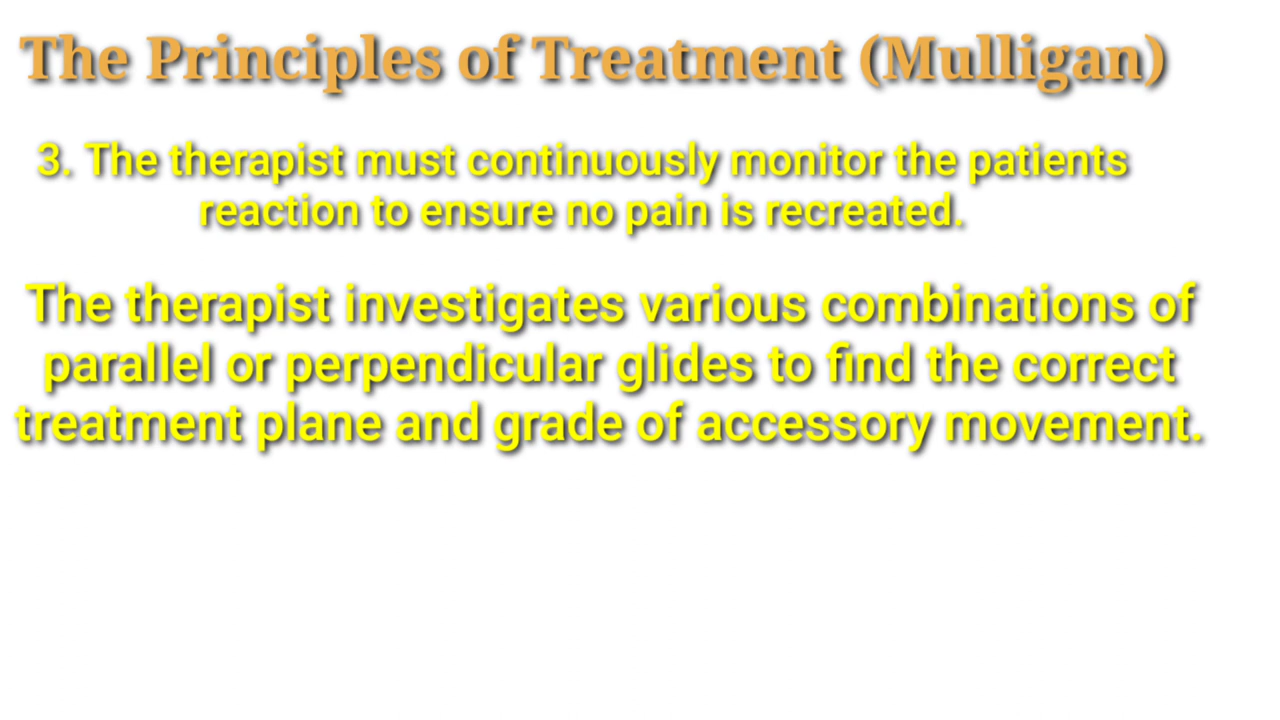 The Principles of Treatment (Mulligan)
3. The therapist must continuously monitor the patients
reaction to ensure no pain is recreated.
The therapist investigates various combinations of
parallel or perpendicular glides to find the correct
treatment plane and grade of accessory movement.